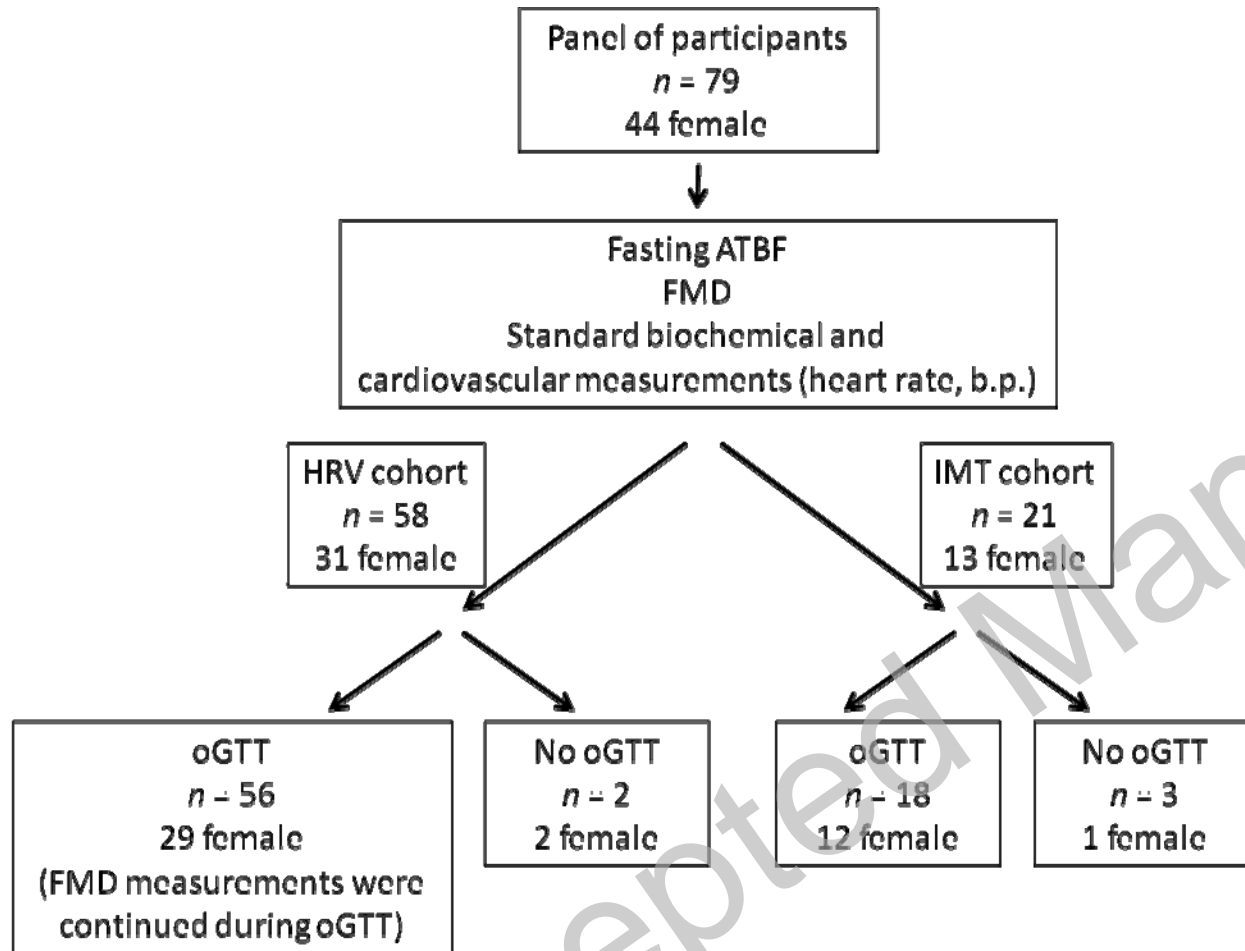 Panel of participants
n = 79
44 female
Fasting ATBF
FMD
Standard biochemical and
cardiovascular measurements (heart rate, b.p.)
HRV cohort
n = 58
31 female
IMT cohort
n = 21
13 female
oGTT
n = 56
29 female
(FMD measurements were
continued during oGTT)
No oGTT
n = 2
2 female
oGTT
n = 18
12 female
No oGTT
n = 3
1 female
epted Man